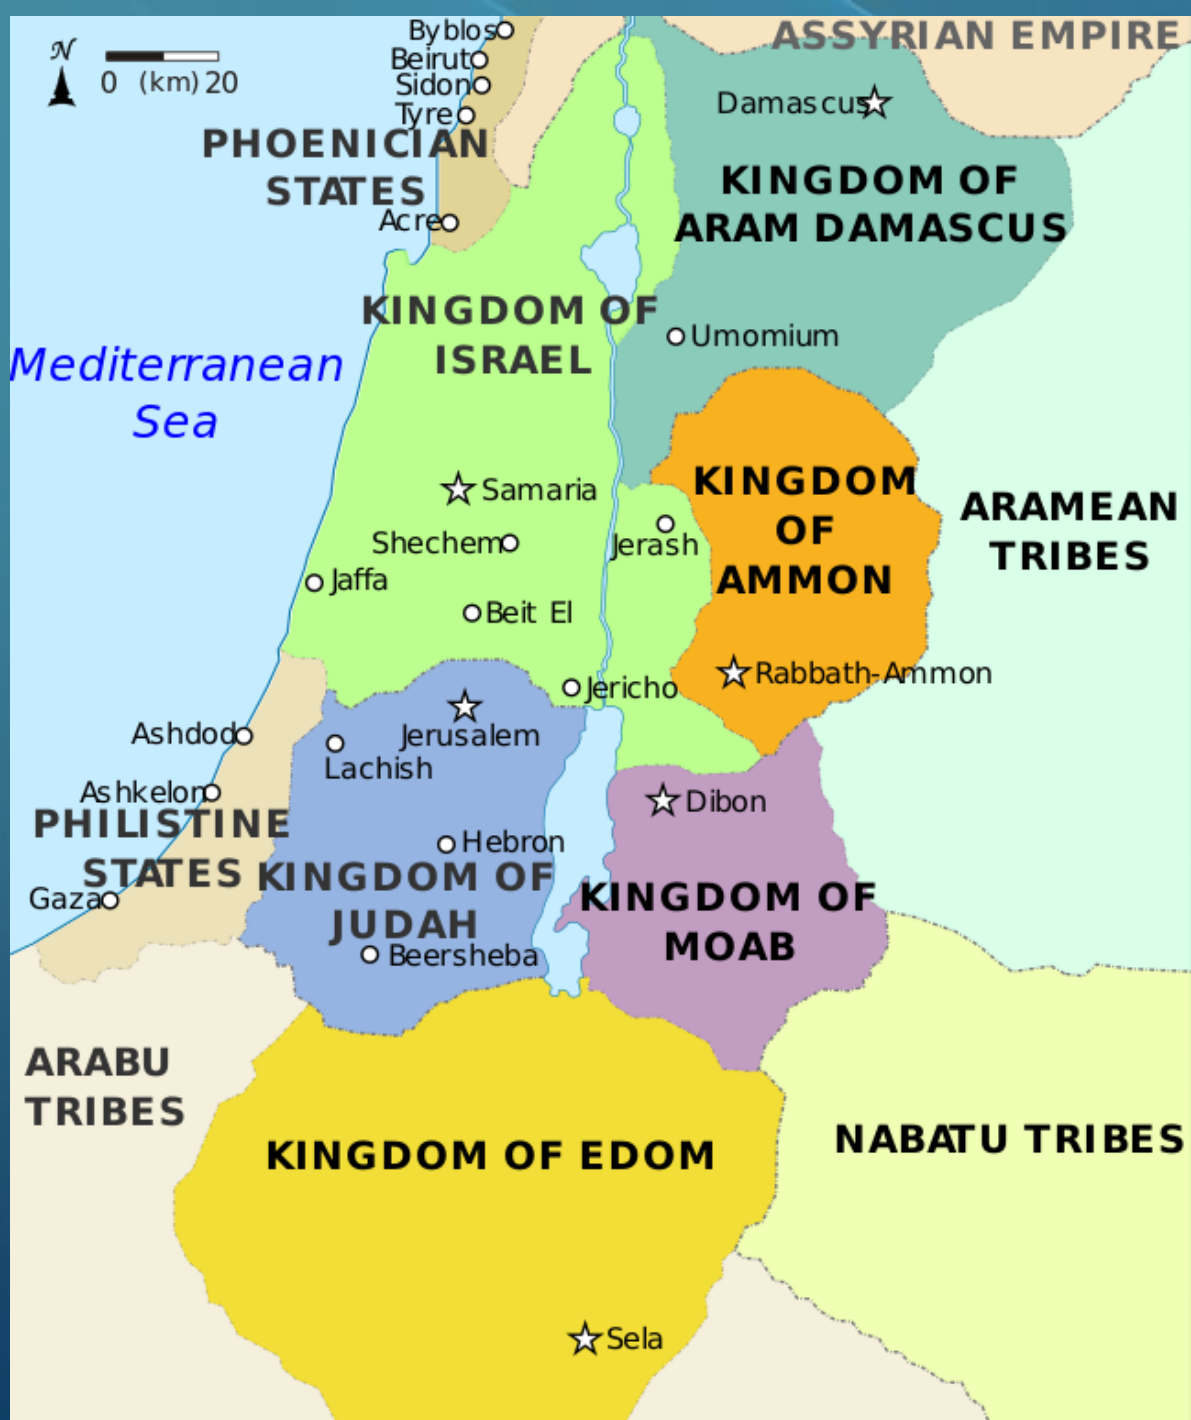 Byblos
ASSYRIAN EMPIRE
N
Beirut
0 (km) 20
Sidon
Damascus
Tyre
PHOENICIAN
STATES
KINGDOM OF
ARAM DAMASCUS
Acre
KINGDOM OF
ISRAEL
Umomium
Mediterranean
Sea
KINGDOM
OF
AMMON
Samaria
ARAMEAN
TRIBES
Shechem
Jerash
Jaffa
Beit El
Rabbath-Ammon
Jericho
Ashdod
Jerusalem
Lachish
Ashkelon
Dibon
PHILISTINE
STATES
Hebron
KINGDOM OF
JUDAH
Gaza
KINGDOM OF
MOAB
Beersheba
ARABU
TRIBES
NABATU TRIBES
KINGDOM OF EDOM
Sela